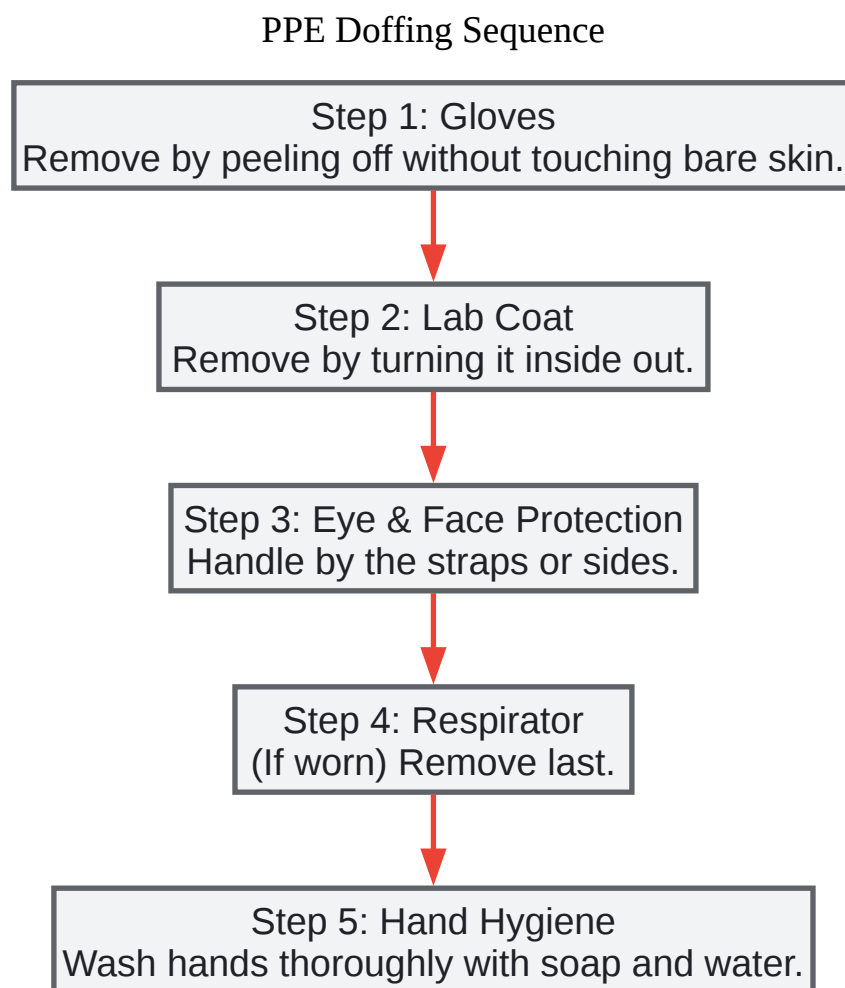 PPE Doffing Sequence
Step 1: Gloves
Remove by peeling off without touching bare skin.
Step 2: Lab Coat
Remove by turning it inside out.
Step 3: Eye & Face Protection
Handle by the straps or sides.
Step 4: Respirator
(If worn) Remove last.
Step 5: Hand Hygiene
Wash hands thoroughly with soap and water.